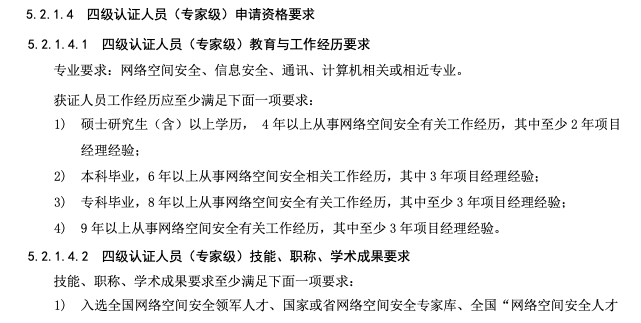 5.2.1.4 四级认证人员（专家级）申请资格要求
5.2.1.4.1 四级认证人员（专家级）教育与工作经历要求
专业要求：网络空间安全、信息安全、通讯、计算机相关或相近专业。
获证人员工作经历应至少满足下面一项要求：
1) 硕士研究生（含）以上学历， 4 年以上从事网络空间安全有关工作经历，其中至少 2 年项目
经理经验；
2) 本科毕业，6 年以上从事网络空间安全相关工作经历，其中 3 年项目经理经验；
3) 专科毕业，8 年以上从事网络空间安全有关工作经历，其中至少 3 年项目经理经验；
4) 9 年以上从事网络空间安全有关工作经历，其中至少 3 年项目经理经验。
5.2.1.4.2 四级认证人员（专家级）技能、职称、学术成果要求
技能、职称、学术成果要求至少满足下面一项要求：
1) 入选全国网络空间安全领军人才、国家或省网络空间安全专家库、全国“网络空间安全人才